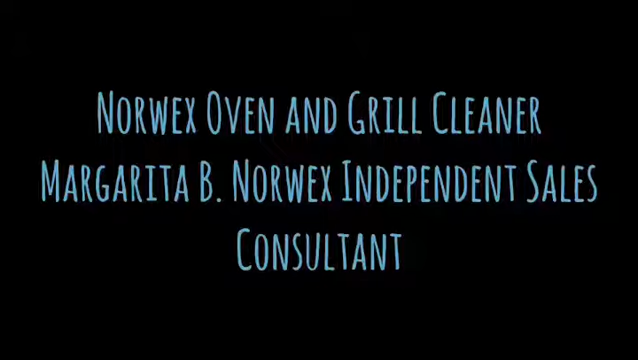 Norwex Oven and Grill Cleaner
Margarita B. Norwex Independent Sales
Consultant